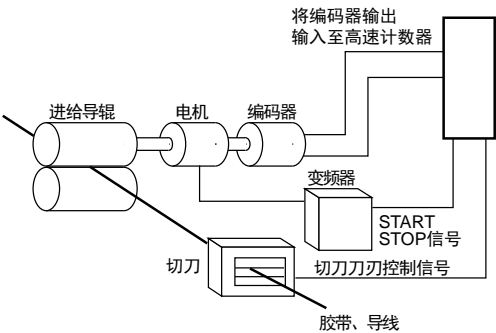 将编码器输出
输入至高速计数器
进给导辊
电机
编码器
变频器
START
STOP信号
切刀
切刀刀刃控制信号
胶带、导线